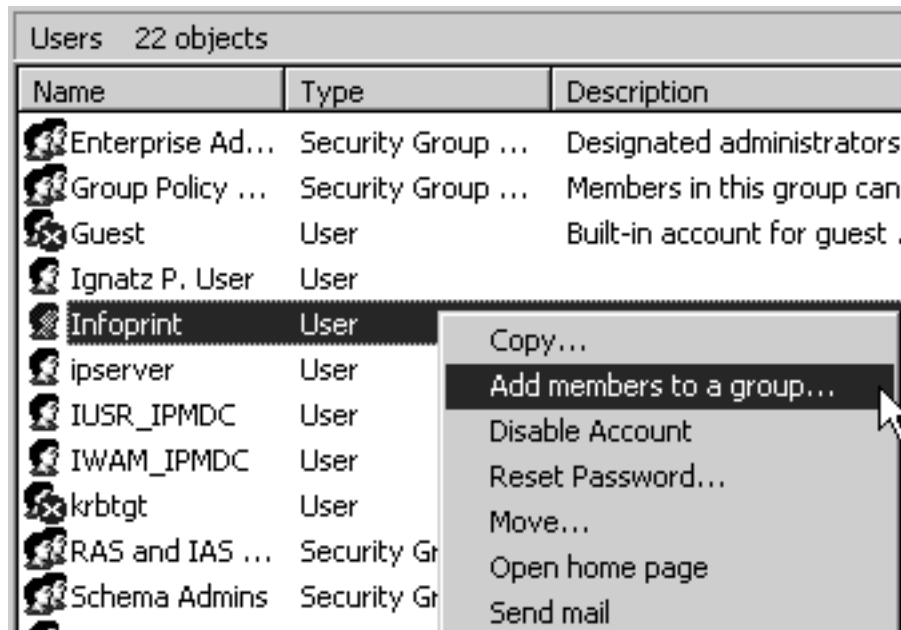 Users 22 objects
Name Type Description
Enterprise Ad... Security Group ... Designated administrators
Group Policy ... Security Group ... Members in this group can
Guest User Built-in account for guest .
Ignatz P. User User
Infoprint User
Copy...
ipserver User
Add members to a group...
IUSR_IPMDC User
Disable Account
IWAM_IPMDC User
Reset Password...
krbtgt User
Move...
RAS and IAS ... Security Gr
Open home page
Schema Admins Security Gr
Send mail